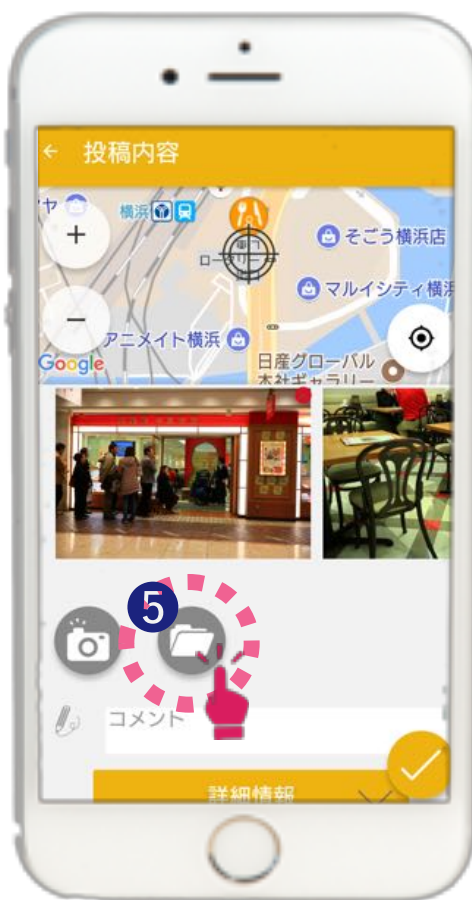 ← 投稿内容
ヤ
横浜
そごう横浜店
+
マルイシティ横浜
−
アニメイト横浜
Google
日産グローバル
本社ギャラリー
5
コメント
詳細情報